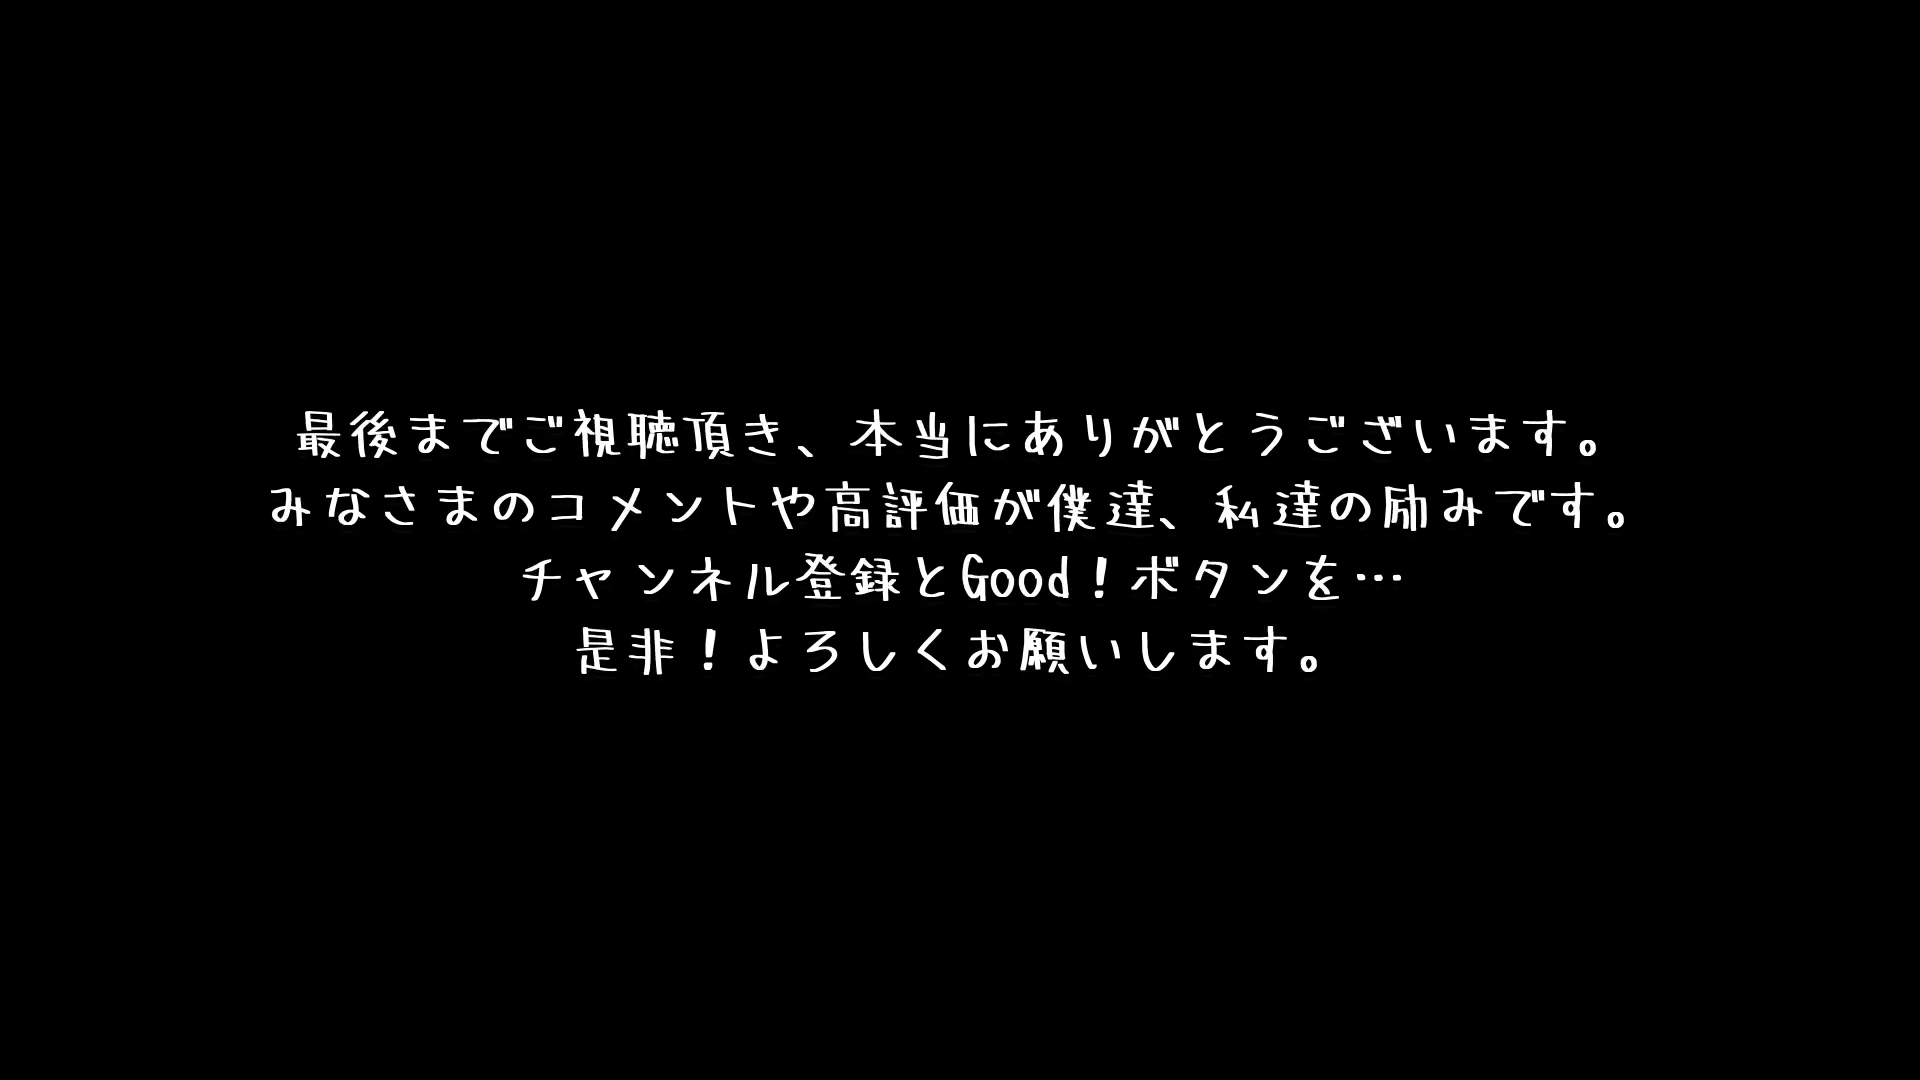 最後までご視聴頂き、本当にありがとうございます。
みなさまのコメントや高評価が僕達、私達の励みです。
チャンネル登録とGood！ボタンを…
是非！よろしくお願いします。